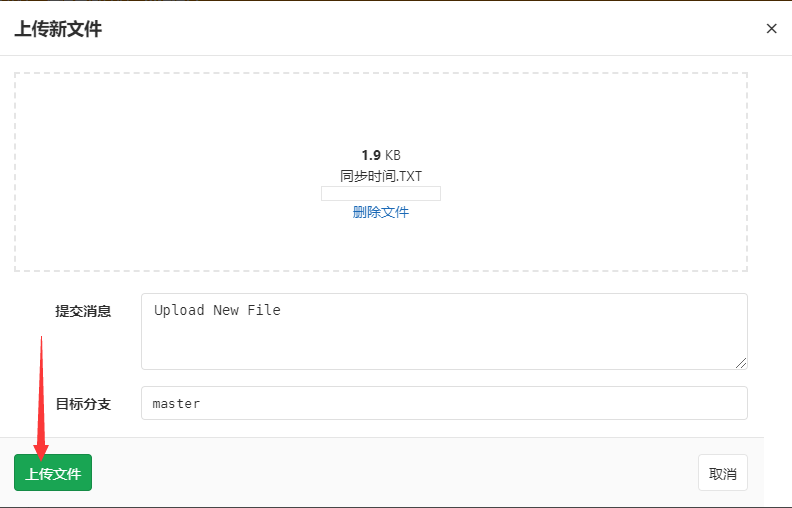 上传新文件
×
1.9 KB
同步时间.TXT
删除文件
提交消息
Upload New File
目标分支
master
上传文件
取消